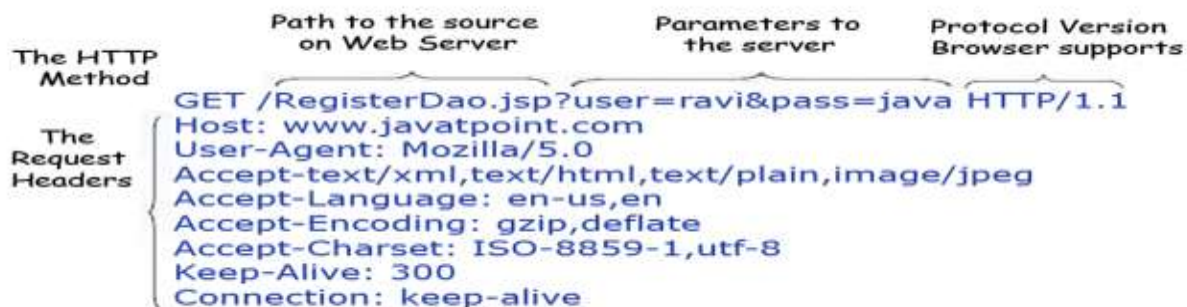 Path to the source
on Web Server
Parameters to
the server
Protocol Version
Browser supports
The HTTP
Method
GET /RegisterDao.jsp?user=ravi&pass=java HTTP/1.1
The
Request
Headers
Host: www.javatpoint.com
User-Agent: Mozilla/5.0
Accept-text/xml,text/html,text/plain,image/jpeg
Accept-Language: en-us,en
Accept-Encoding: gzip,deflate
Accept-Charset: ISO-8859-1,utf-8
Keep-Alive: 300
Connection: keep-alive